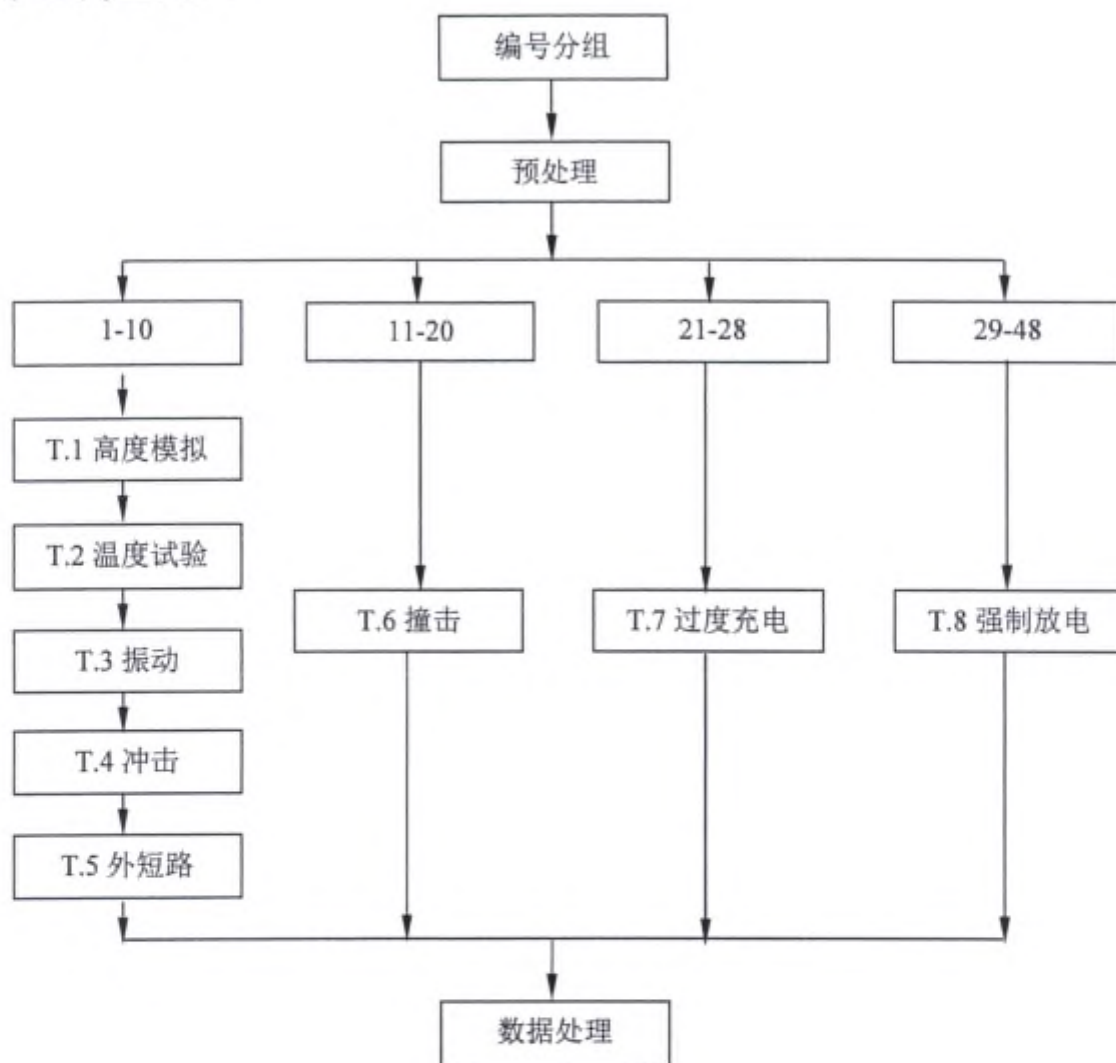 编号分组
预处理
1-10
11-20
21-28
29-48
T.1 高度模拟
T.2 温度试验
T.3 振动
T.4 冲击
T.5 外短路
T.6 撞击
T.7 过度充电
T.8 强制放电
数据处理